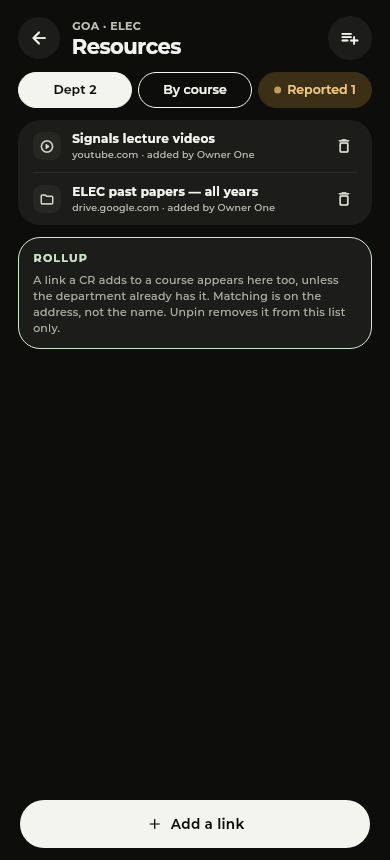 GOA · ELEC
Resources
Dept 2
By course
Reported 1
Signals lecture videos
youtube.com · added by Owner One
ELEC past papers — all years
drive.google.com · added by Owner One
ROLLUP
A link a CR adds to a course appears here too, unless
the department already has it. Matching is on the
address, not the name. Unpin removes it from this list
only.
Add a link